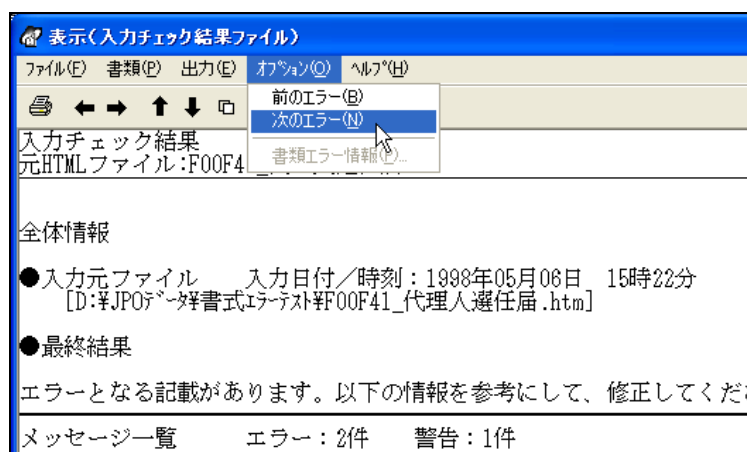 表示(入力チェック結果ファイル)
ファイル(F) 書類(P) 出力(E) オプション(O) ヘルプ(H)
前のエラー(B)
次のエラー(N)
書類エラー情報(P)...
入力チェック結果
元HTMLファイル:F00F4
全体情報
●入力元ファイル 入力日付/時刻:1998年05月06日 15時22分
[D:¥JPOデータ¥書式エラーテスト¥F00F41_代理人選任届.htm]
●最終結果
エラーとなる記載があります。以下の情報を参考にして、修正してくだ
メッセージ一覧 エラー:2件 警告:1件